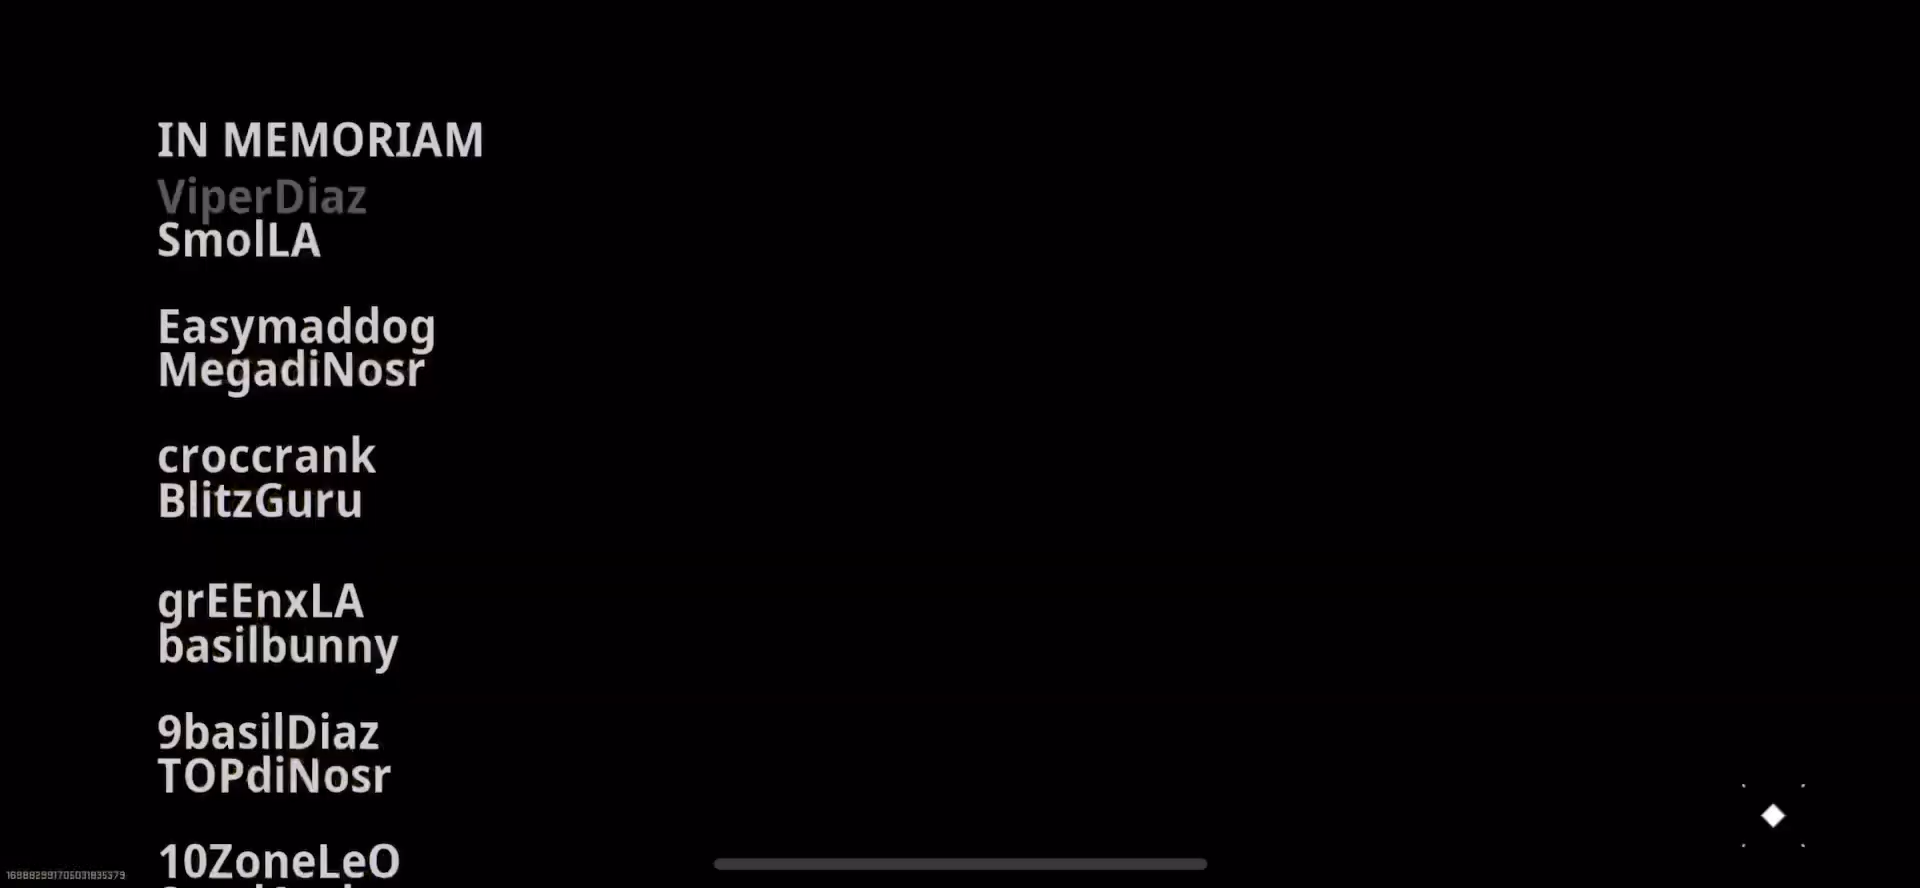 IN MEMORIAM
ViperDiaz
SmolLA
Easymaddog
MegadiNosr
croccrank
BlitzGuru
grEEnxLA
basilbunny
9basilDiaz
TOPdiNosr
10ZoneLeO